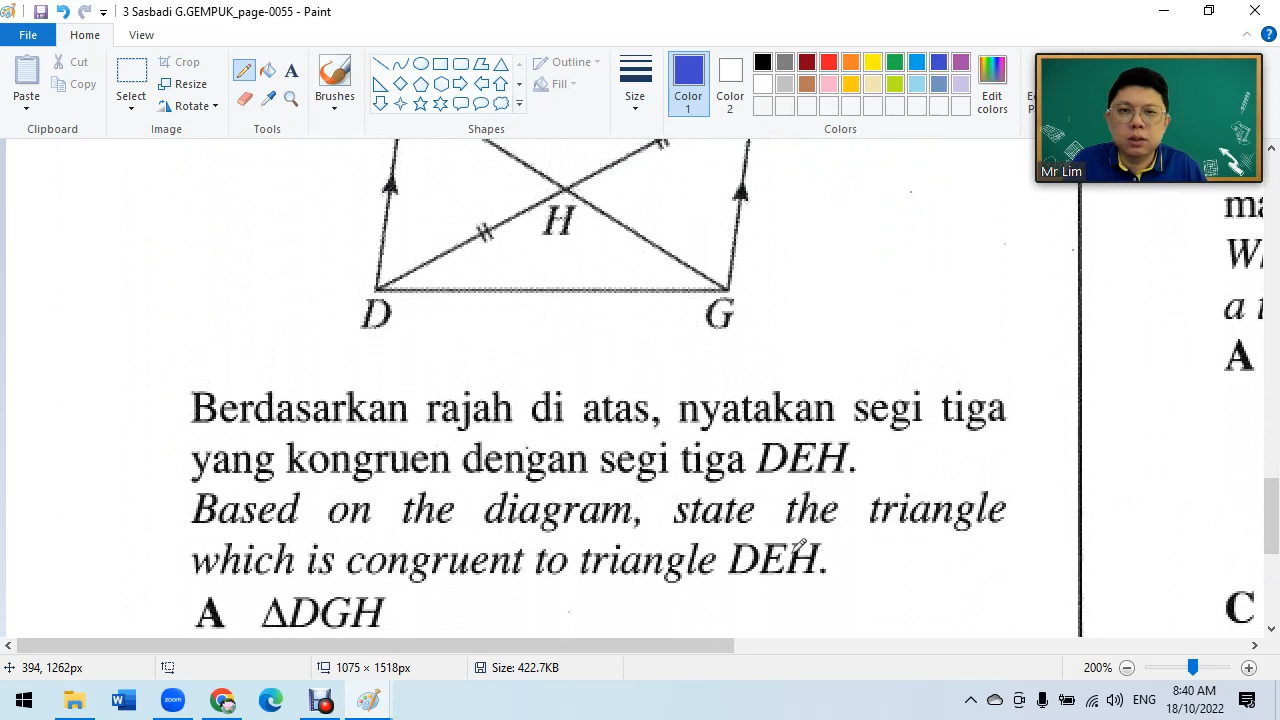 3 Sasbadi G.GEMPUK_page-0055 - Paint
File
Home
View
Paste
Cut
Copy
Clipboard
Select
Crop
Resize
Rotate
Image
A
Tools
Brushes
Outline
Fill
Shapes
Size
Color 1
Color 2
Edit colors
Colors
Mr Lim
H
D
G
Berdasarkan rajah di atas, nyatakan segi tiga
yang kongruen dengan segi tiga DEH.
Based on the diagram, state the triangle
which is congruent to triangle DEH.
A ΔDGH
a
A
C
394, 1262px
1075 × 1518px
Size: 422.7KB
200%
zoom
ENG
8:40 AM
18/10/2022